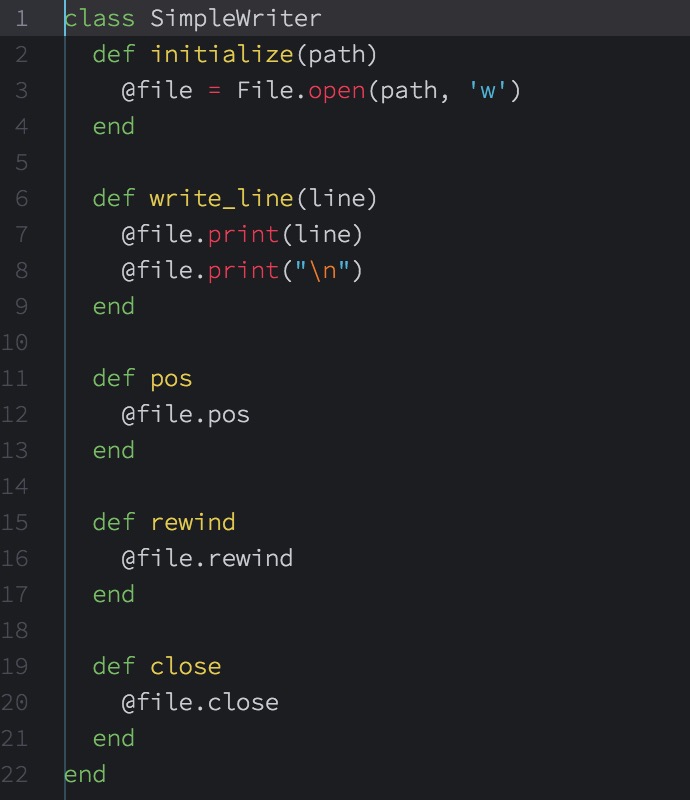 1 class SimpleWriter
2   def initialize(path)
3     @file = File.open(path, 'w')
4   end
5
6   def write_line(line)
7     @file.print(line)
8     @file.print("\n")
9   end
10
11   def pos
12     @file.pos
13   end
14
15   def rewind
16     @file.rewind
17   end
18
19   def close
20     @file.close
21   end
22 end